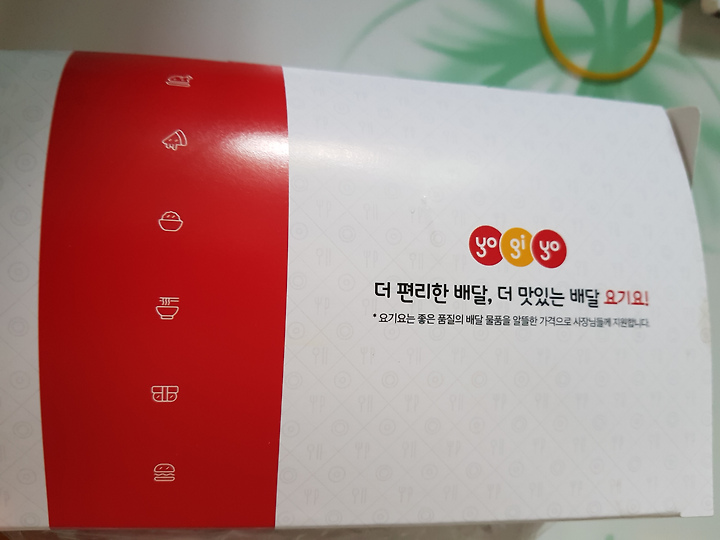 yo gi yo
더 편리한 배달, 더 맛있는 배달 요기요!
* 요기요는 좋은 품질의 배달 물품을 알뜰한 가격으로 사장님들께 지원합니다.